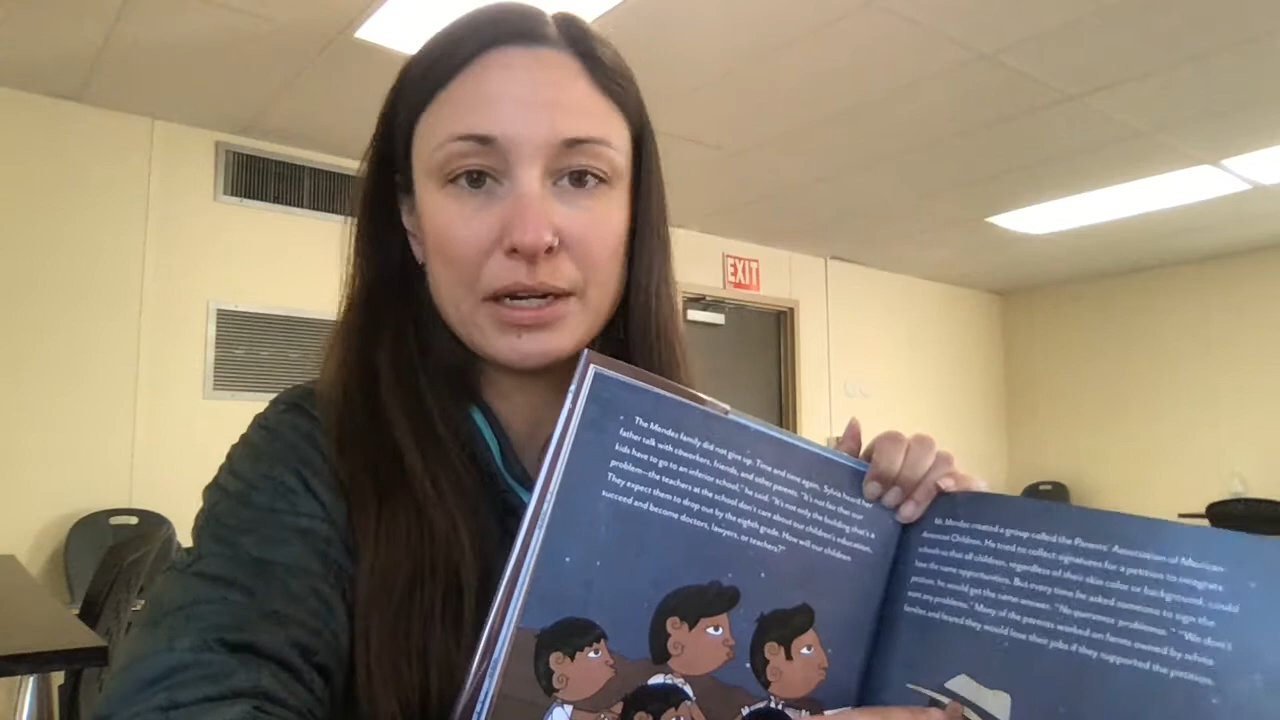 EXIT
The Mendez family did not give up. Time and time again, Sylvia heard her
father talk with coworkers, friends, and other parents. "It's not fair that our
kids have to go to an inferior school," he said. "It's not only the building that's a
problem—the teachers at the school don't care about our children's education.
They expect them to drop out by the eighth grade. How will our children
succeed and become doctors, lawyers, or teachers?"
Mr. Mendez created a group called the Parents' Association of Mexican-
American Children. He tried to collect signatures for a petition to integrate
schools so that all children, regardless of their skin color or background, could
have the same opportunities. But every time he asked someone to sign the
petition, he would get the same answer. "No queremos problemas." "We don't
want any problems." Many of the parents worked on farms owned by white
families and feared they would lose their jobs if they supported the petition.